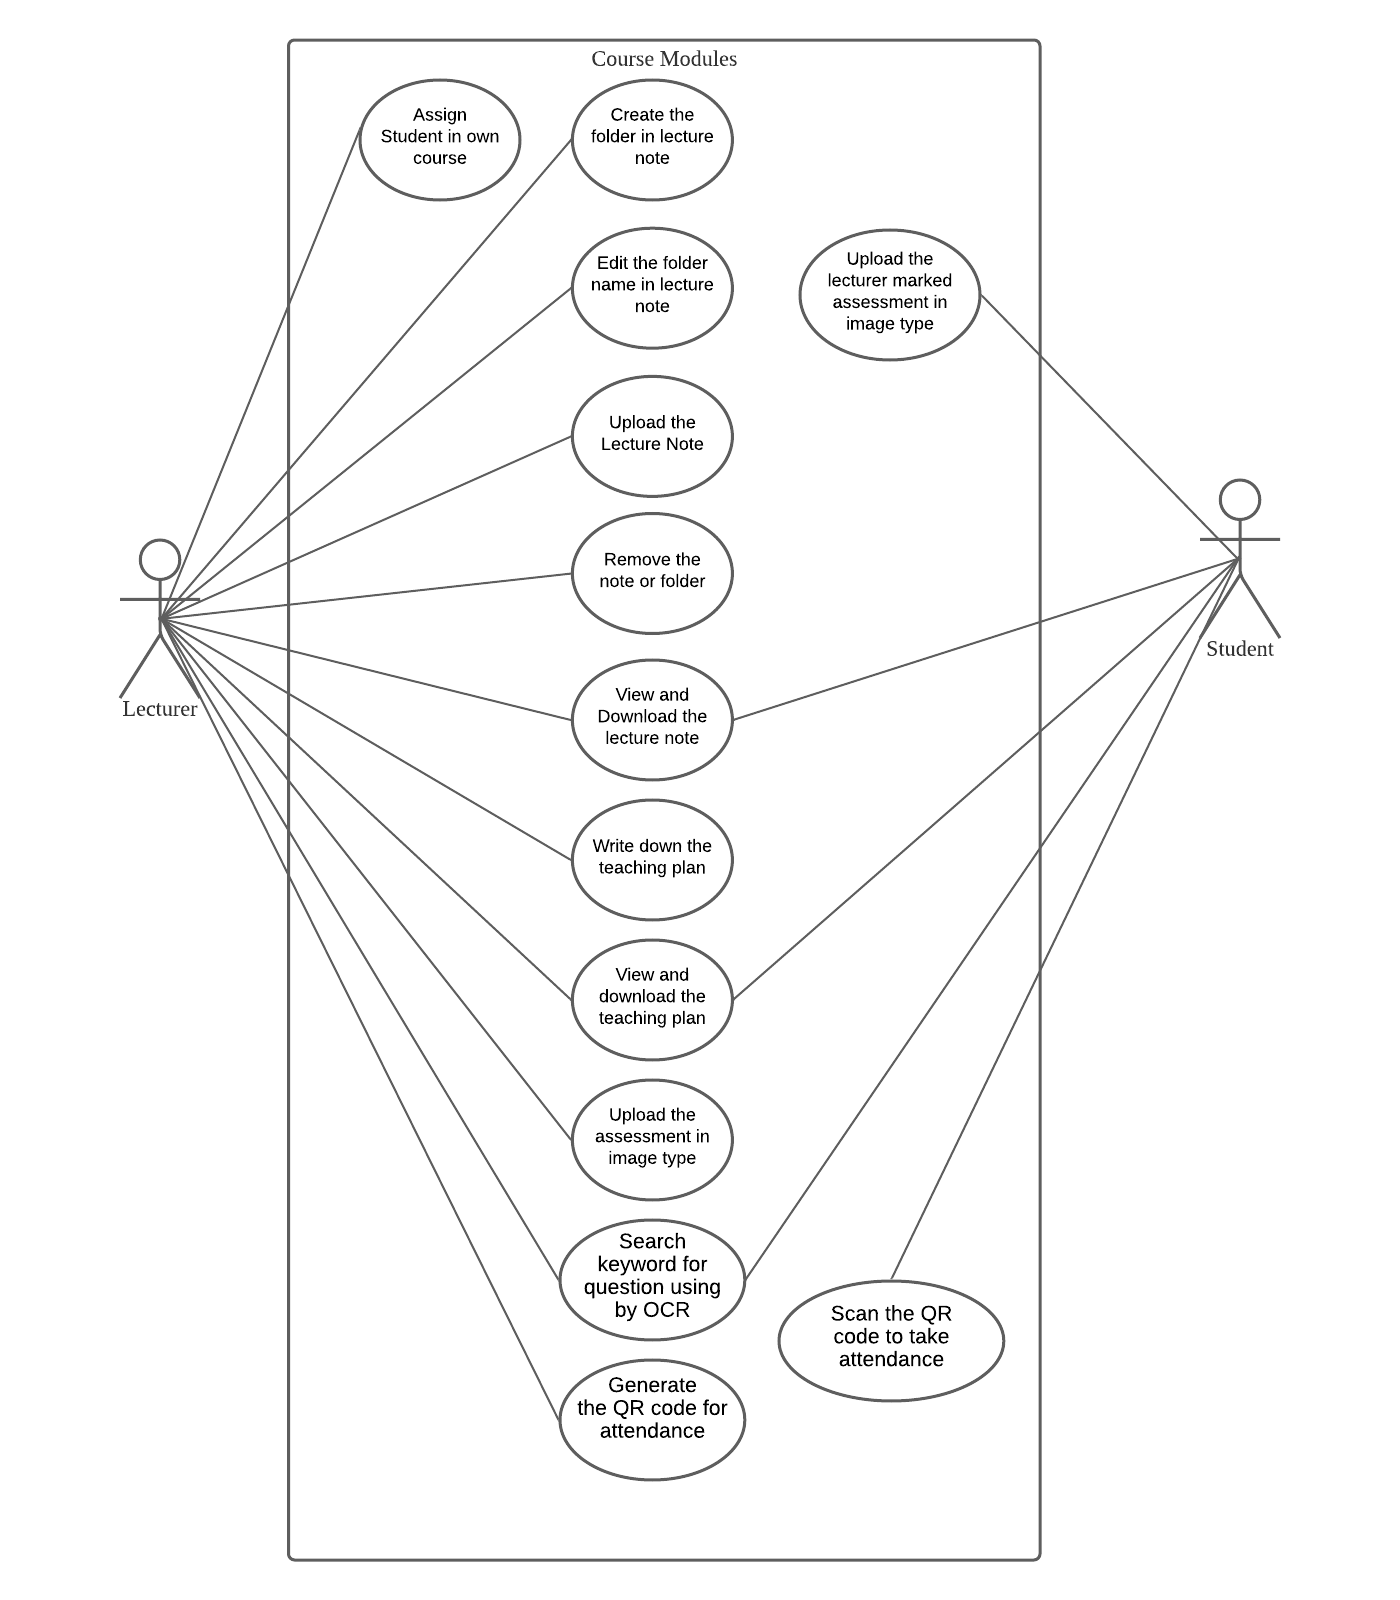 Course Modules
Assign
Student in own
course
Create the
folder in lecture
note
Edit the folder
name in lecture
note
Upload the
lecturer marked
assessment in
image type
Upload the
Lecture Note
Remove the
note or folder
Lecturer
Student
View and
Download the
lecture note
Write down the
teaching plan
View and
download the
teaching plan
Upload the
assessment in
image type
Search
keyword for
question using
by OCR
Scan the QR
code to take
attendance
Generate
the QR code for
attendance